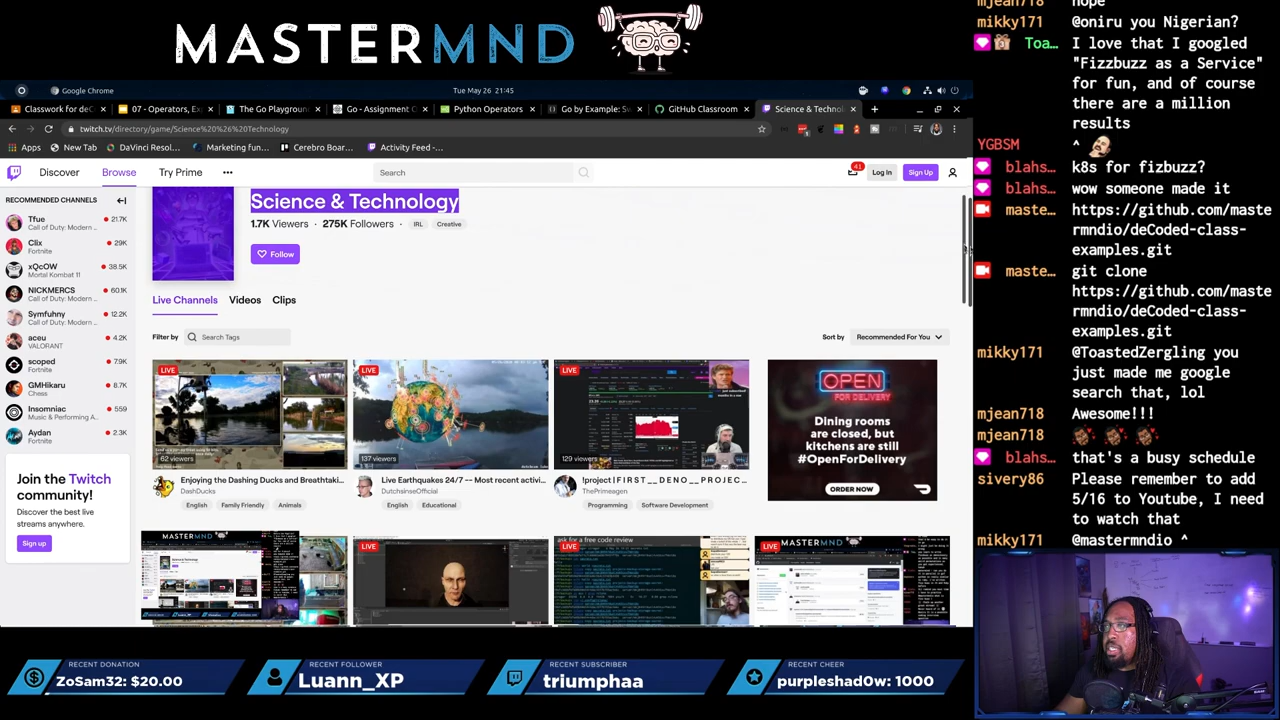 MASTERMND
Google Chrome
Tue May 26 21:45
Classwork for deC
07 - Operators, Ex
The Go Playgroun
Go - Assignment O
Python Operators
Go by Example: Sw
GitHub Classroom
Science & Technol
twitch.tv/directory/game/Science%20%26%20Technology
Apps
New Tab
DaVinci Resol...
Marketing fun...
Cerebro Boar...
Activity Feed -...
Discover
Browse
Try Prime
Search
41
Log In
Sign Up
RECOMMENDED CHANNELS
Tfue
21.7K
Call of Duty: Modern ...
Clix
29K
Fortnite
xQcOW
38.5K
Mortal Kombat 11
NICKMERCS
60.1K
Call of Duty: Modern ...
Symfuhny
12.2K
Call of Duty: Modern ...
aceu
4.2K
VALORANT
scoped
7.9K
Fortnite
GMHikaru
8.7K
Chess
Insomniac
559
Music & Performing A...
Aydan
2.3K
Fortnite
Join the Twitch
community!
Discover the best live
streams anywhere.
Sign up
Science & Technology
1.7K Viewers · 275K Followers ·
IRL
Creative
Follow
Live Channels
Videos
Clips
Filter by
Search Tags
Sort by
Recommended For You
LIVE
62 viewers
Enjoying the Dashing Ducks and Breathtaki...
DashDucks
English
Family Friendly
Animals
LIVE
137 viewers
Live Earthquakes 24/7 -- Most recent activi...
DutchsinseOfficial
English
Educational
LIVE
129 viewers
!project | F I R S T _ _ D E N O _ _ P R O J E C ...
ThePrimeagen
Programming
Software Development
OPEN
FOR DELIVERY
Dining rooms
are closed, but
kitchens are still
#OpenForDelivery
ORDER NOW
MASTERMND
LIVE
LIVE
ask for a free code review
LIVE
MASTERMND
mjean718
nope
mikky171
@oniru you Nigerian?
Toa...
I love that I googled
"Fizzbuzz as a Service"
for fun, and of course
there are a million
results
YGBSM
^
blahs...
k8s for fizbuzz?
blahs...
wow someone made it
maste...
https://github.com/maste
rmndio/deCoded-class-
examples.git
maste...
git clone
https://github.com/maste
rmndio/deCoded-class-
examples.git
mikky171
@toastedzergling you
just made me google
search that, lol
mjean718
Awesome!!!
mjean718
blahs...
that's a busy schedule
sivery86
Please remember to add
5/16 to Youtube, I need
to watch that
mikky171
@mastermndio ^
RECENT DONATION
ZoSam32: $20.00
RECENT FOLLOWER
Luann_XP
RECENT SUBSCRIBER
triumphaa
RECENT CHEER
purpleshad0w: 1000